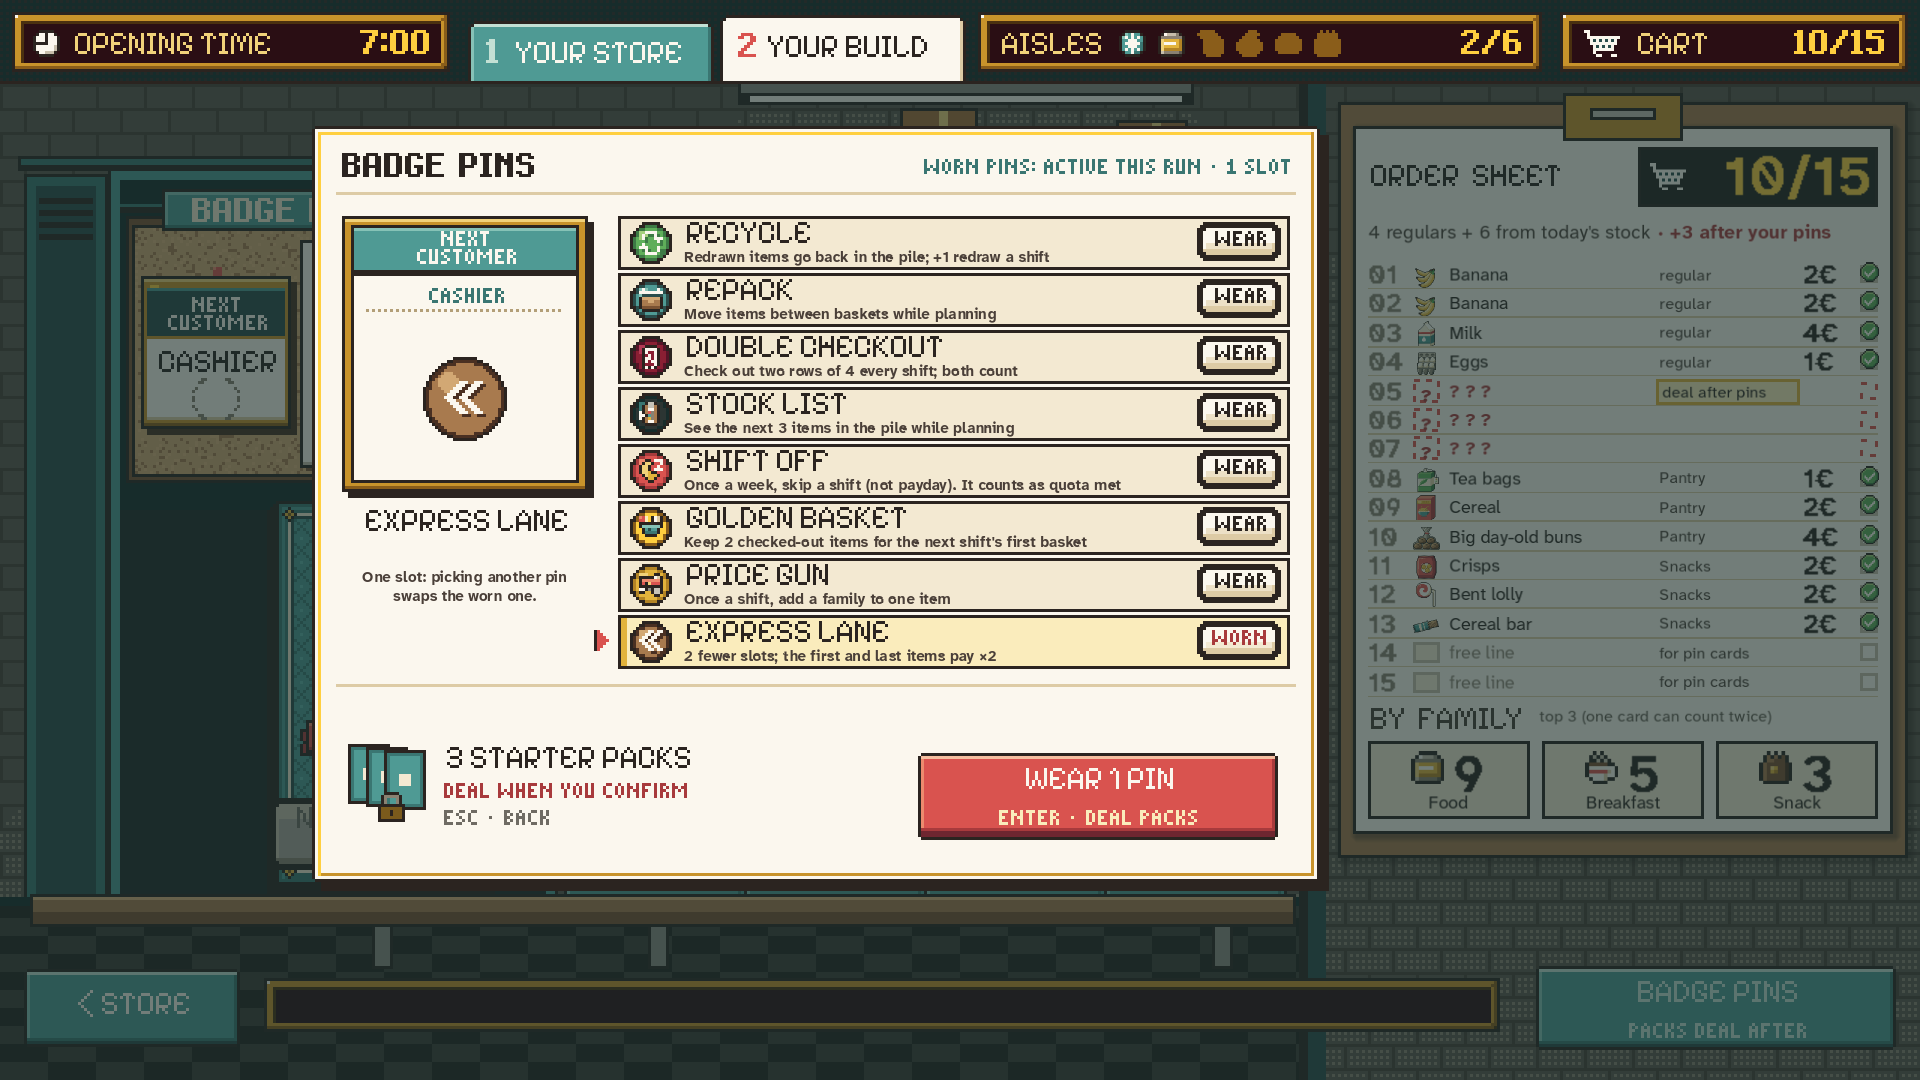 OPENING TIME 7:00
1 YOUR STORE
2 YOUR BUILD
AISLES 2/6
CART 10/15
BADGE PINS
WORN PINS: ACTIVE THIS RUN · 1 SLOT
BADGE
NEXT
CUSTOMER
CASHIER
NEXT
CUSTOMER
CASHIER
EXPRESS LANE
One slot: picking another pin
swaps the worn one.
RECYCLE
Redrawn items go back in the pile; +1 redraw a shift
WEAR
REPACK
Move items between baskets while planning
WEAR
DOUBLE CHECKOUT
Check out two rows of 4 every shift; both count
WEAR
STOCK LIST
See the next 3 items in the pile while planning
WEAR
SHIFT OFF
Once a week, skip a shift (not payday). It counts as quota met
WEAR
GOLDEN BASKET
Keep 2 checked-out items for the next shift's first basket
WEAR
PRICE GUN
Once a shift, add a family to one item
WEAR
EXPRESS LANE
2 fewer slots; the first and last items pay ×2
WORN
3 STARTER PACKS
DEAL WHEN YOU CONFIRM
ESC · BACK
WEAR 1 PIN
ENTER · DEAL PACKS
ORDER SHEET 10/15
4 regulars + 6 from today's stock · +3 after your pins
01 Banana regular 2€
02 Banana regular 2€
03 Milk regular 4€
04 Eggs regular 1€
05 ? ? ? ? deal after pins
06 ? ? ? ?
07 ? ? ? ?
08 Tea bags Pantry 1€
09 Cereal Pantry 2€
10 Big day-old buns Pantry 4€
11 Crisps Snacks 2€
12 Bent lolly Snacks 2€
13 Cereal bar Snacks 2€
14 free line for pin cards
15 free line for pin cards
BY FAMILY top 3 (one card can count twice)
9 Food
5 Breakfast
3 Snack
N
< STORE
BADGE PINS
PACKS DEAL AFTER